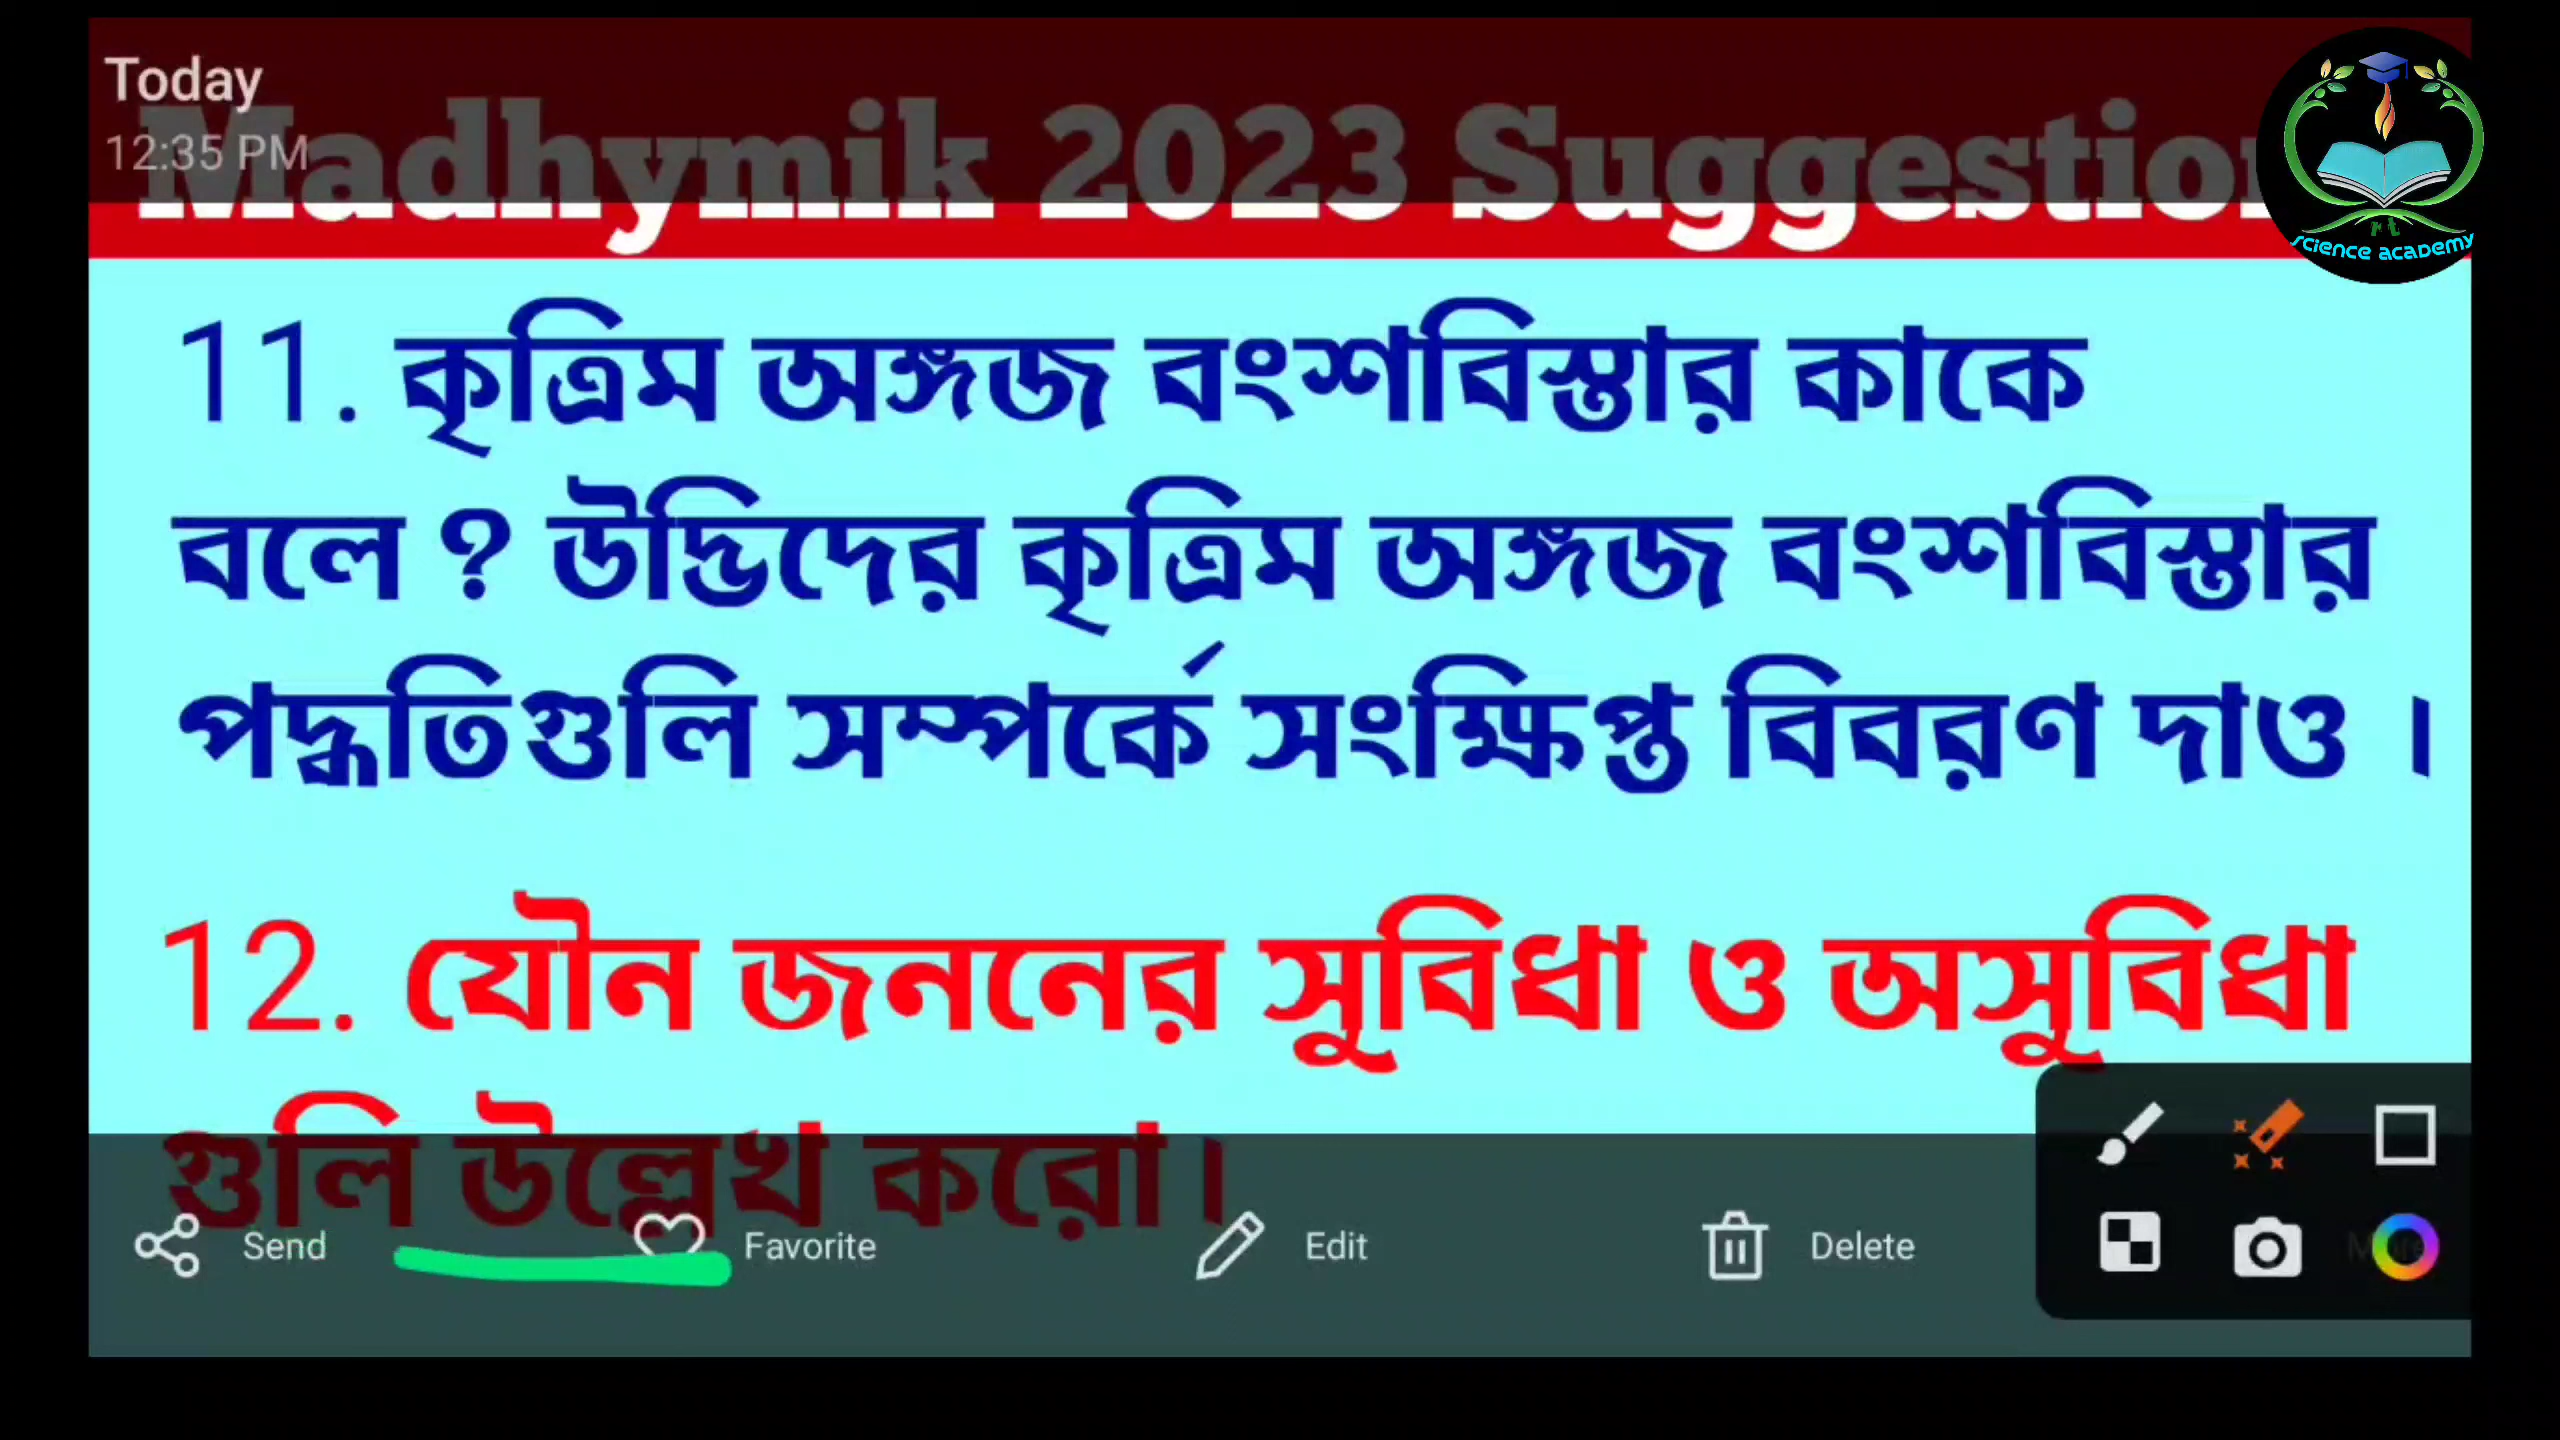 Today
12:35 PM
Madhymik 2023 Suggestion
rt
SCIENCE ACADEMY
11. কৃত্রিম অঙ্গজ বংশবিস্তার কাকে
বলে ? উদ্ভিদের কৃত্রিম অঙ্গজ বংশবিস্তার
পদ্ধতিগুলি সম্পর্কে সংক্ষিপ্ত বিবরণ দাও ।
12. যৌন জননের সুবিধা ও অসুবিধা
গুলি উল্লেখ করো।
Send
Favorite
Edit
Delete